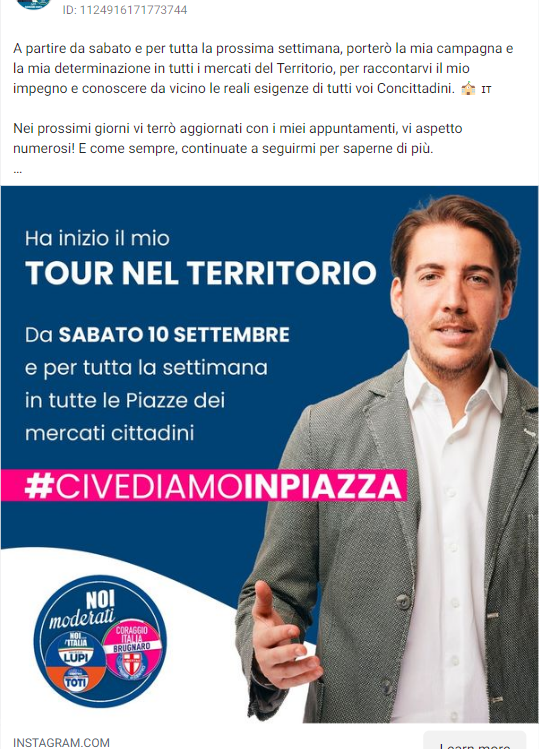 ID: 1124916171773744
A partire da sabato e per tutta la prossima settimana, porterò la mia campagna e
la mia determinazione in tutti i mercati del Territorio, per raccontarvi il mio
impegno e conoscere da vicino le reali esigenze di tutti voi Concittadini. IT
Nei prossimi giorni vi terrò aggiornati con i miei appuntamenti, vi aspetto
numerosi! E come sempre, continuate a seguirmi per saperne di più.
...
Ha inizio il mio
TOUR NEL TERRITORIO
Da SABATO 10 SETTEMBRE
e per tutta la settimana
in tutte le Piazze dei
mercati cittadini
#CIVEDIAMOINPIAZZA
NOI
moderati
NOI...
ITALIA
LUPI
CORAGGIO
ITALIA
BRUGNARO
TOTI
INSTAGRAM.COM
Learn more